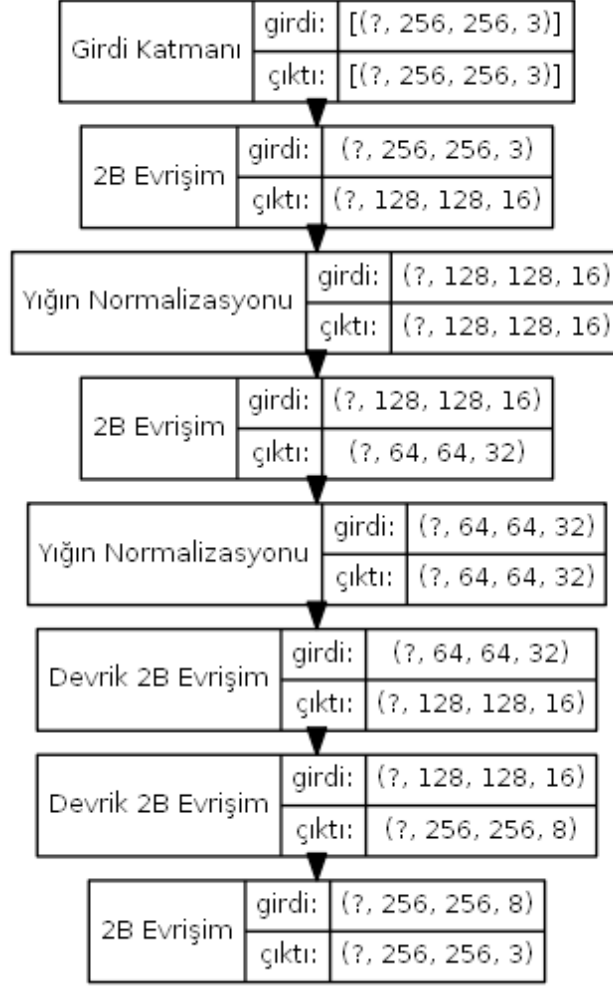 Girdi Katmanı
girdi: [(?, 256, 256, 3)]
çıktı: [(?, 256, 256, 3)]
2B Evrişim
girdi: (?, 256, 256, 3)
çıktı: (?, 128, 128, 16)
Yığın Normalizasyonu
girdi: (?, 128, 128, 16)
çıktı: (?, 128, 128, 16)
2B Evrişim
girdi: (?, 128, 128, 16)
çıktı: (?, 64, 64, 32)
Yığın Normalizasyonu
girdi: (?, 64, 64, 32)
çıktı: (?, 64, 64, 32)
Devrik 2B Evrişim
girdi: (?, 64, 64, 32)
çıktı: (?, 128, 128, 16)
Devrik 2B Evrişim
girdi: (?, 128, 128, 16)
çıktı: (?, 256, 256, 8)
2B Evrişim
girdi: (?, 256, 256, 8)
çıktı: (?, 256, 256, 3)